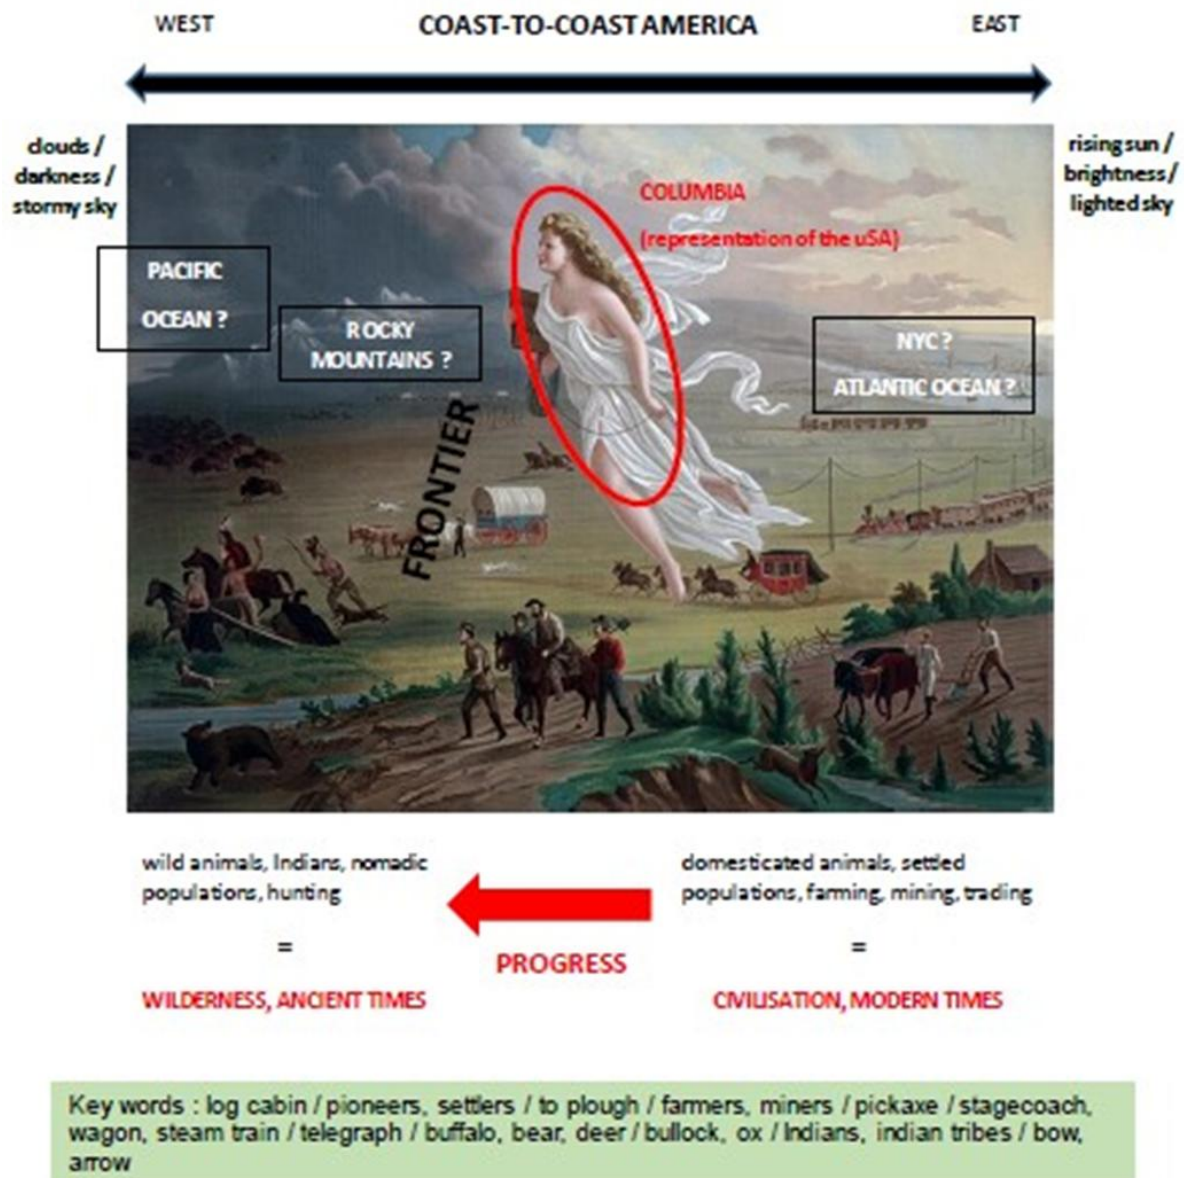 WEST COAST-TO-COAST AMERICA EAST
clouds /
darkness /
stormy sky
rising sun /
brightness /
lighted sky
COLUMBIA
(representation of the uSA)
PACIFIC
OCEAN ?
ROCKY
MOUNTAINS ?
NYC ?
ATLANTIC OCEAN ?
FRONTIER
wild animals, Indians, nomadic
populations, hunting
domesticated animals, settled
populations, farming, mining, trading
=
=
PROGRESS
WILDERNESS, ANCIENT TIMES
CIVILISATION, MODERN TIMES
Key words : log cabin / pioneers, settlers / to plough / farmers, miners / pickaxe / stagecoach,
wagon, steam train / telegraph / buffalo, bear, deer / bullock, ox / Indians, indian tribes / bow,
arrow